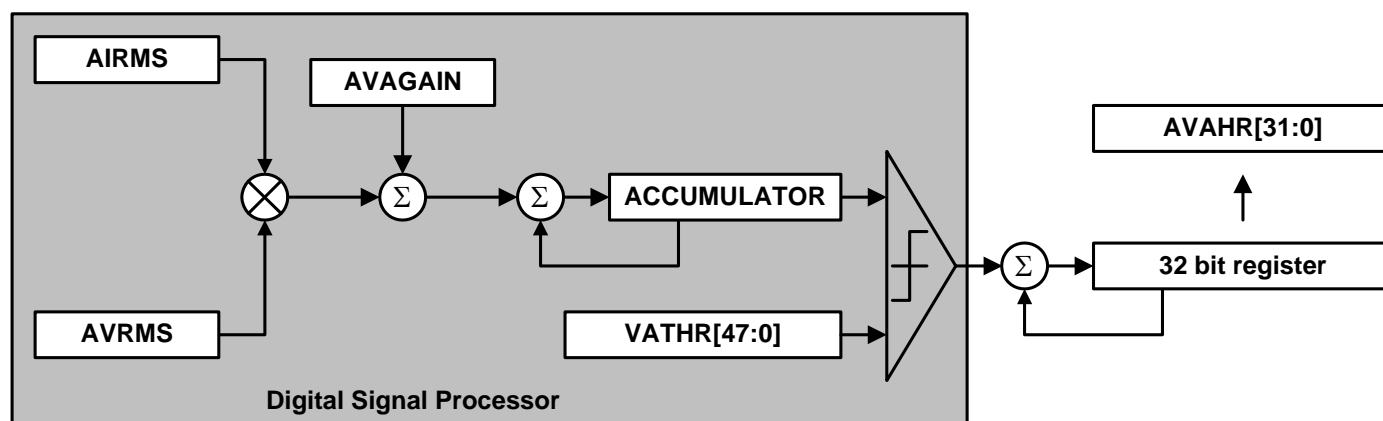 AIRMS
AVAGAIN
AVAHR[31:0]
Σ
Σ
ACCUMULATOR
Σ
32 bit register
AVRMS
VATHR[47:0]
Digital Signal Processor